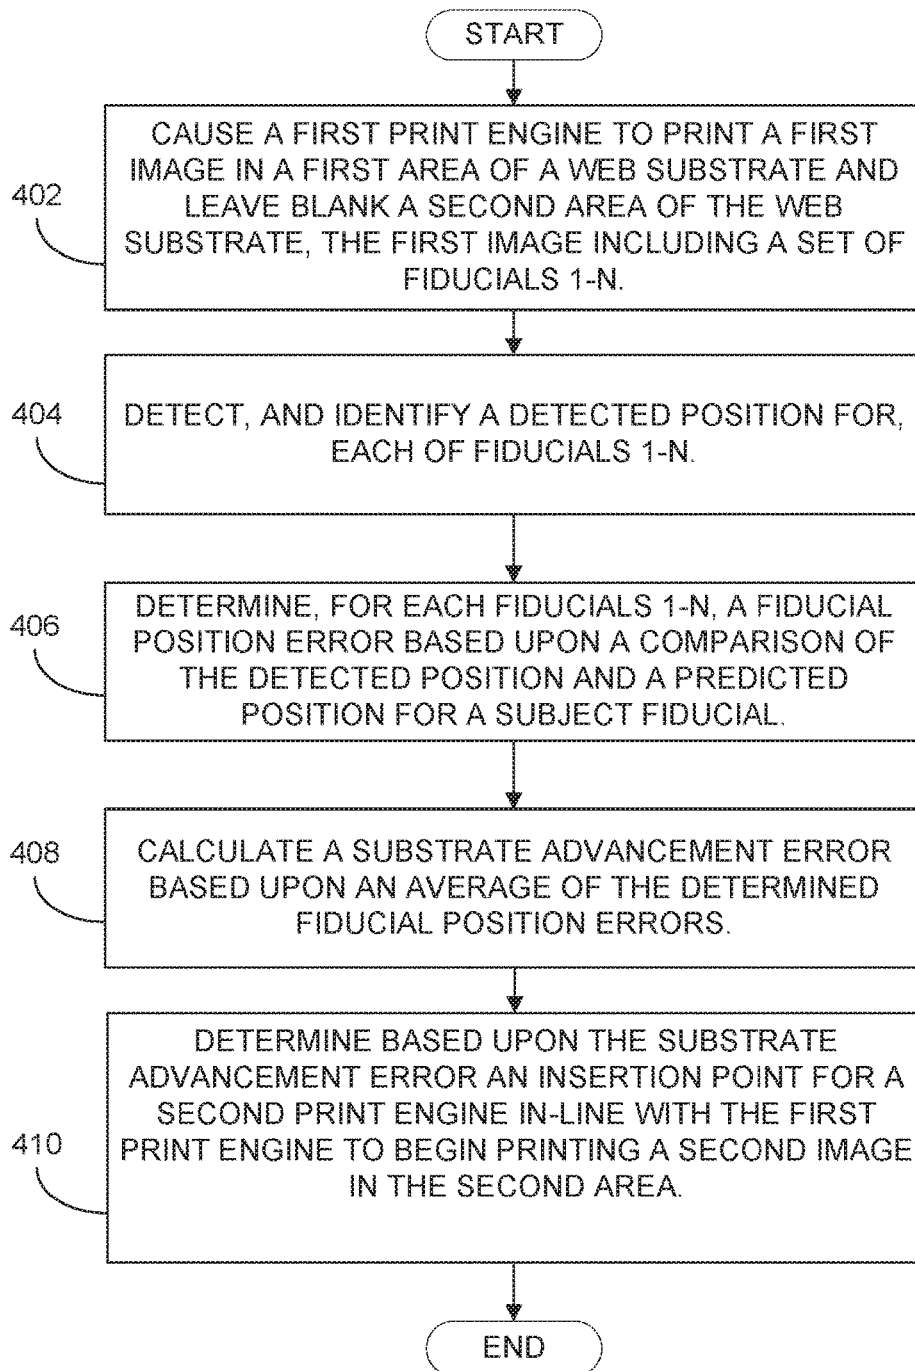 START
CAUSE A FIRST PRINT ENGINE TO PRINT A FIRST
IMAGE IN A FIRST AREA OF A WEB SUBSTRATE AND
LEAVE BLANK A SECOND AREA OF THE WEB
SUBSTRATE, THE FIRST IMAGE INCLUDING A SET OF
FIDUCIALS 1-N.
402
DETECT, AND IDENTIFY A DETECTED POSITION FOR,
EACH OF FIDUCIALS 1-N.
404
DETERMINE, FOR EACH FIDUCIALS 1-N, A FIDUCIAL
POSITION ERROR BASED UPON A COMPARISON OF
THE DETECTED POSITION AND A PREDICTED
POSITION FOR A SUBJECT FIDUCIAL.
406
CALCULATE A SUBSTRATE ADVANCEMENT ERROR
BASED UPON AN AVERAGE OF THE DETERMINED
FIDUCIAL POSITION ERRORS.
408
DETERMINE BASED UPON THE SUBSTRATE
ADVANCEMENT ERROR AN INSERTION POINT FOR A
SECOND PRINT ENGINE IN-LINE WITH THE FIRST
PRINT ENGINE TO BEGIN PRINTING A SECOND IMAGE
IN THE SECOND AREA.
410
END